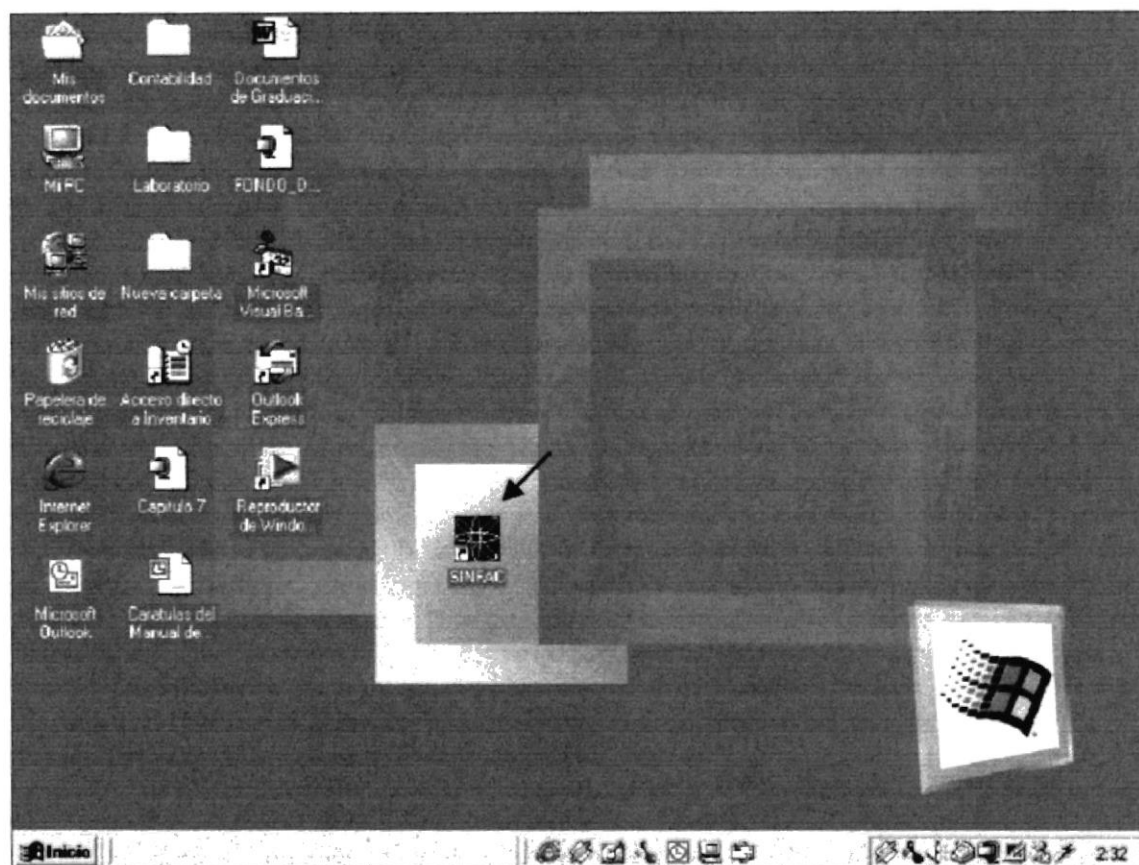 Mis
documentos
Contabilidad
Documentos
de Graduaci...
Mi PC
Laboratorio
FONDO_D...
Mis sitios de
red
Nueva carpeta
Microsoft
Visual Ba...
Papelera de
reciclaje
Acceso directo
a Inventario
Outlook
Express
Internet
Explorer
Capitulo 7
Reproductor
de Windo...
SINFAC
Microsoft
Outlook
Caratulas del
Manual de...
Inicio
2:32